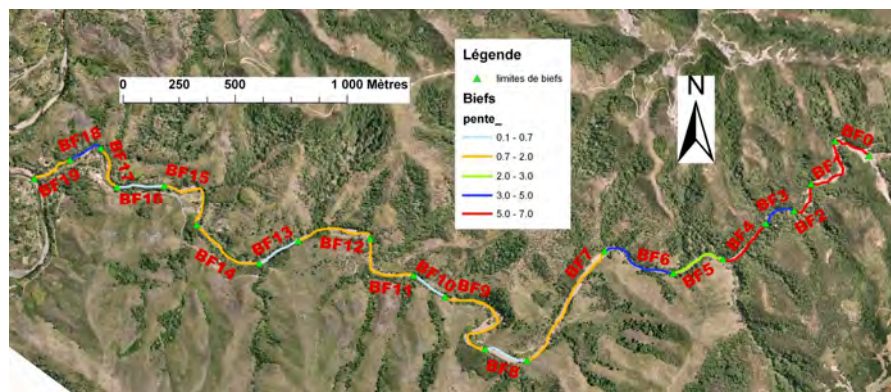 Légende
limites de biefs
Biefs
pente_
0.1 - 0.7
0.7 - 2.0
2.0 - 3.0
3.0 - 5.0
5.0 - 7.0
0 250 500 1 000 Mètres
N
BF0
BF1
BF2
BF3
BF4
BF5
BF6
BF7
BF8
BF9
BF10
BF11
BF12
BF13
BF14
BF15
BF16
BF17
BF18
BF19